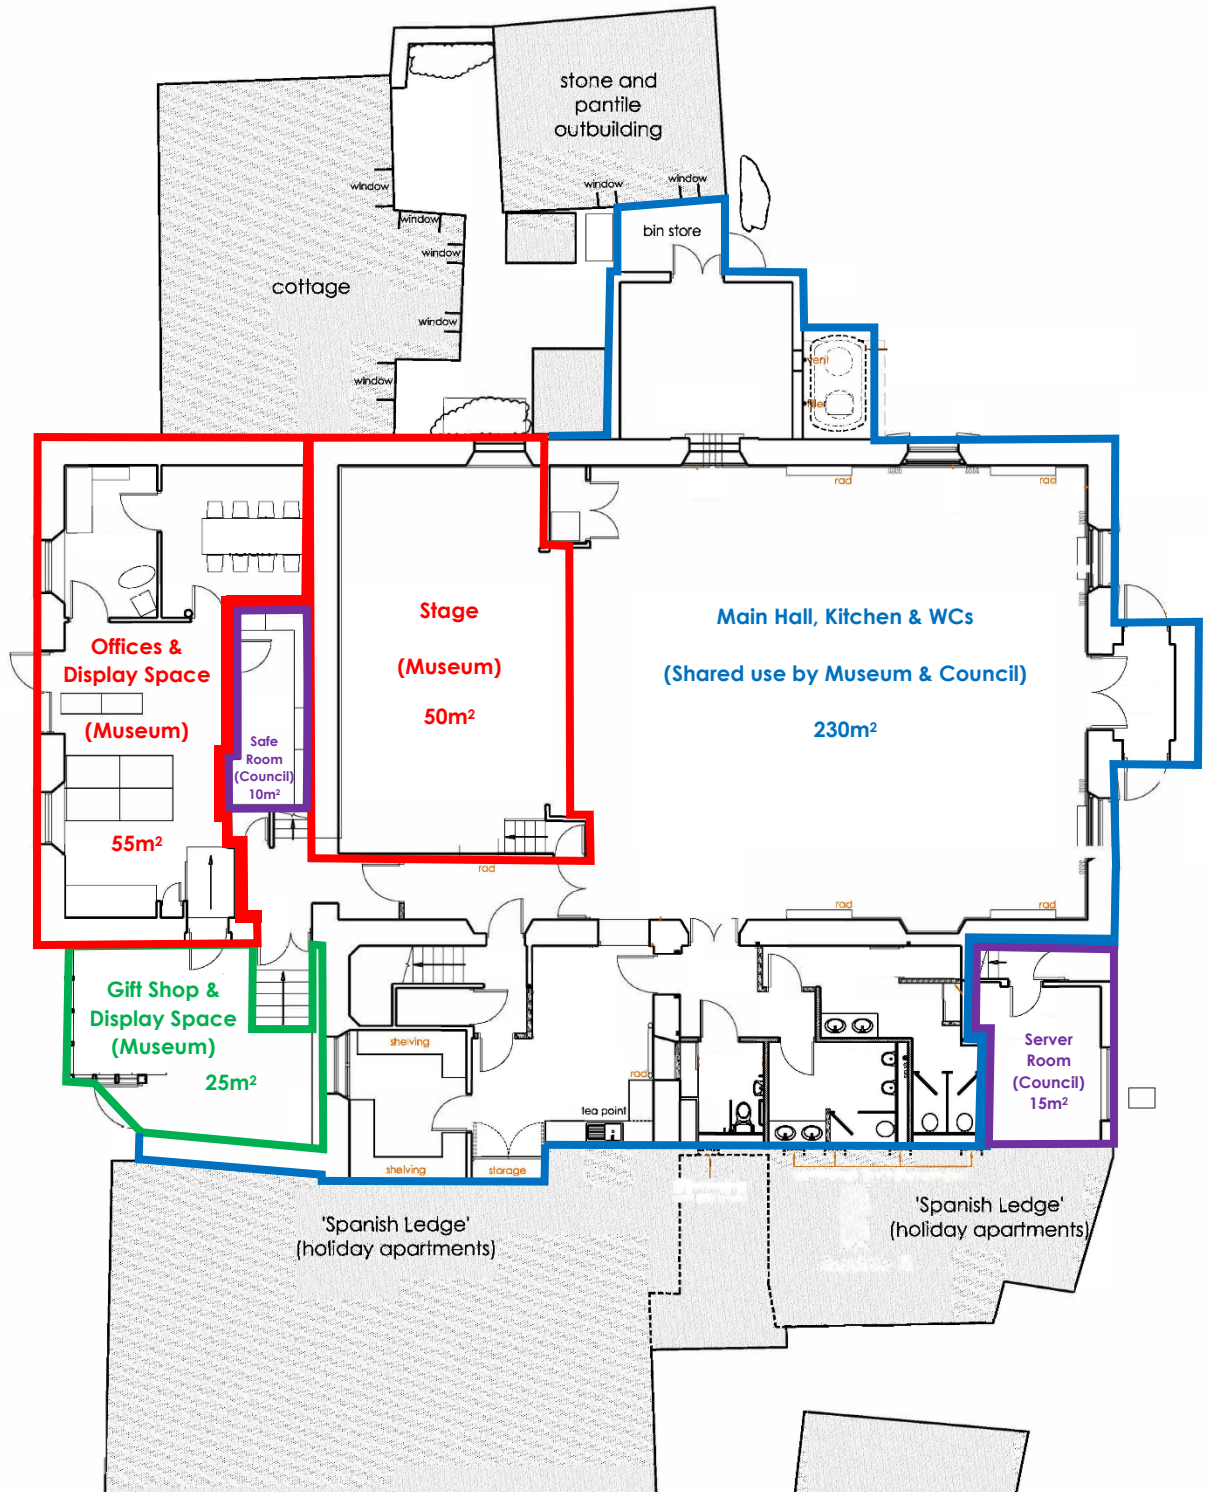 stone and
pantile
outbuilding
window
window
window
window
bin store
window
cottage
window
window
vent
filler
rad
rad
Stage
(Museum)
50m²
Main Hall, Kitchen & WCs
(Shared use by Museum & Council)
230m²
Offices &
Display Space
(Museum)
55m²
Safe
Room
(Council)
10m²
rad
rad
rad
Gift Shop &
Display Space
(Museum)
25m²
shelving
rad
tea point
shelving
storage
Server
Room
(Council)
15m²
'Spanish Ledge'
(holiday apartments)
'Spanish Ledge'
(holiday apartments)